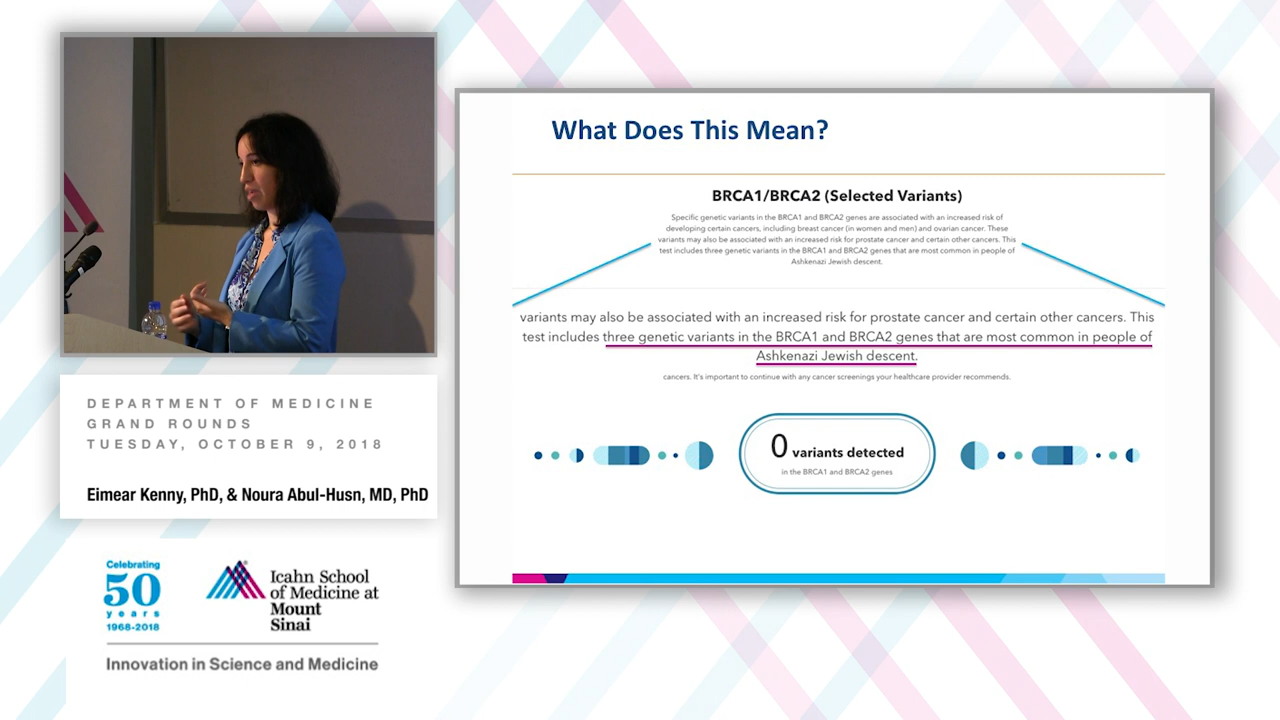 DEPARTMENT OF MEDICINE
GRAND ROUNDS
TUESDAY, OCTOBER 9, 2018
Eimear Kenny, PhD, & Noura Abul-Husn, MD, PhD
Celebrating
50
years
1968-2018
Icahn School
of Medicine at
Mount
Sinai
Innovation in Science and Medicine
What Does This Mean?
BRCA1/BRCA2 (Selected Variants)
Specific genetic variants in the BRCA1 and BRCA2 genes are associated with an increased risk of
developing certain cancers, including breast cancer (in women and men) and ovarian cancer. These
variants may also be associated with an increased risk for prostate cancer and certain other cancers. This
test includes three genetic variants in the BRCA1 and BRCA2 genes that are most common in people of
Ashkenazi Jewish descent.
variants may also be associated with an increased risk for prostate cancer and certain other cancers. This
test includes three genetic variants in the BRCA1 and BRCA2 genes that are most common in people of
Ashkenazi Jewish descent.
cancers. It's important to continue with any cancer screenings your healthcare provider recommends.
0 variants detected
in the BRCA1 and BRCA2 genes